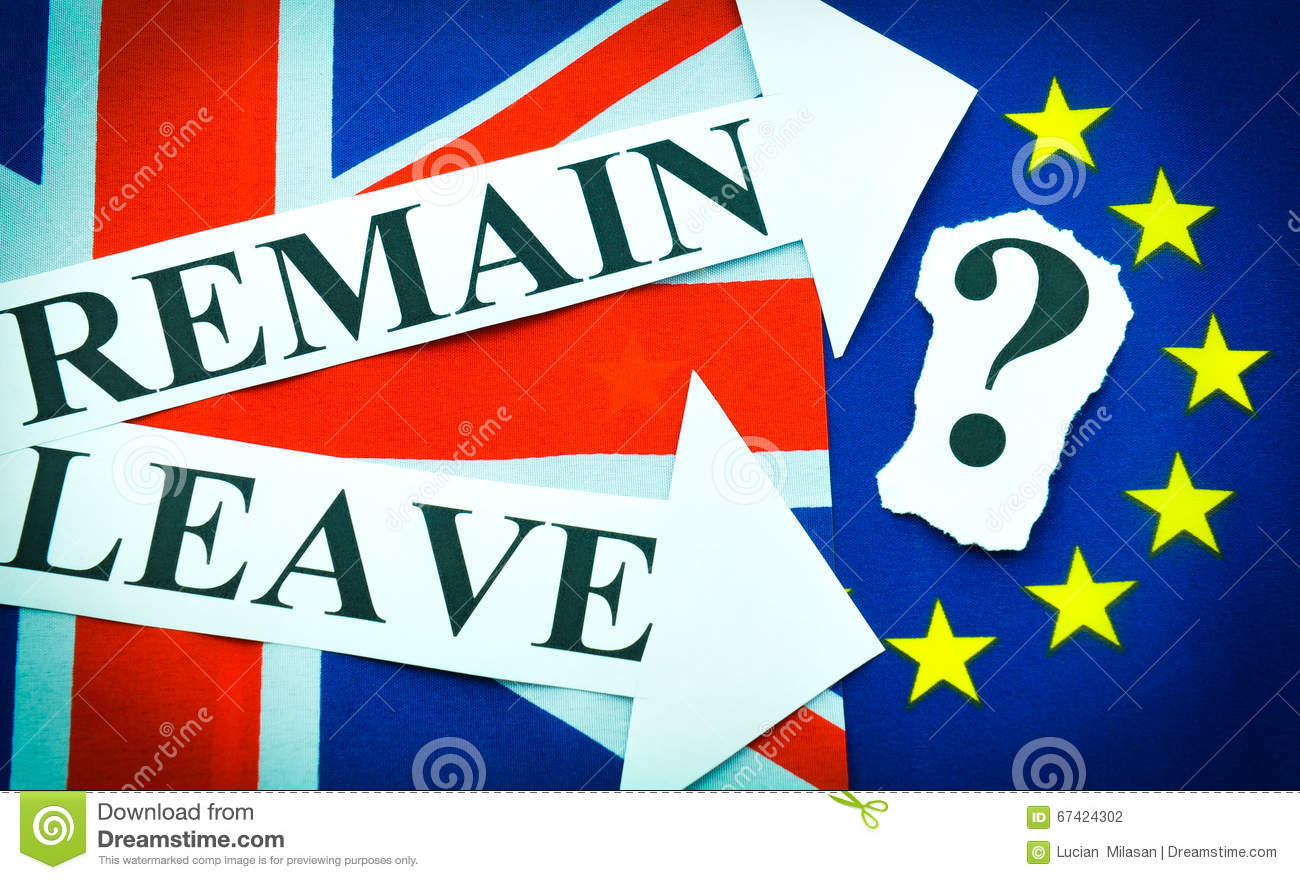 REMAIN
LEAVE
?
dreamstime
Download from
Dreamstime.com
This watermarked comp image is for previewing purposes only.
ID 67424302
© Lucian Milasan | Dreamstime.com